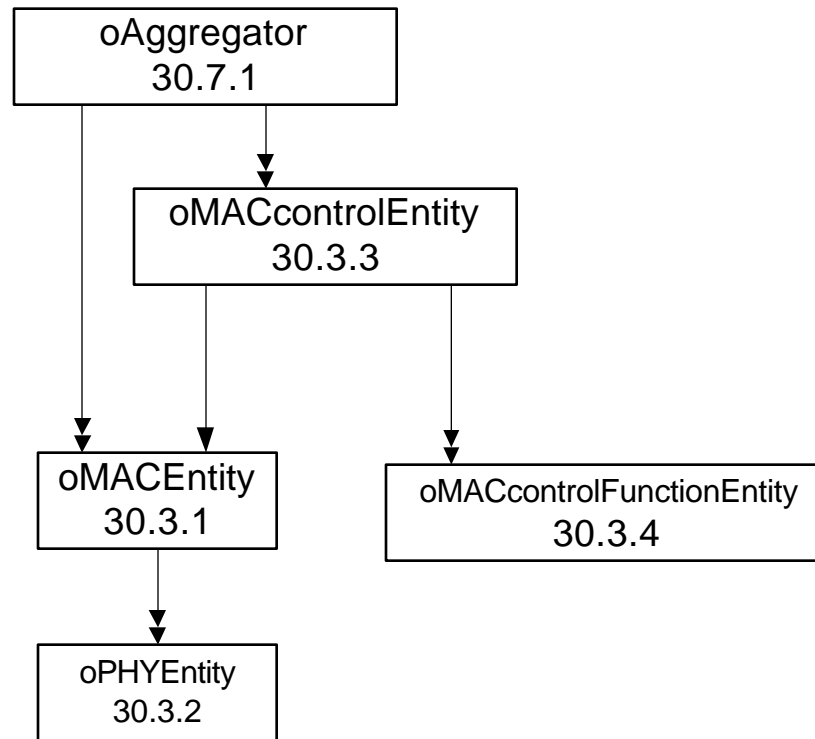 oAggregator
30.7.1
oMACcontrolEntity
30.3.3
oMACEntity
30.3.1
oMACcontrolFunctionEntity
30.3.4
oPHYEntity
30.3.2